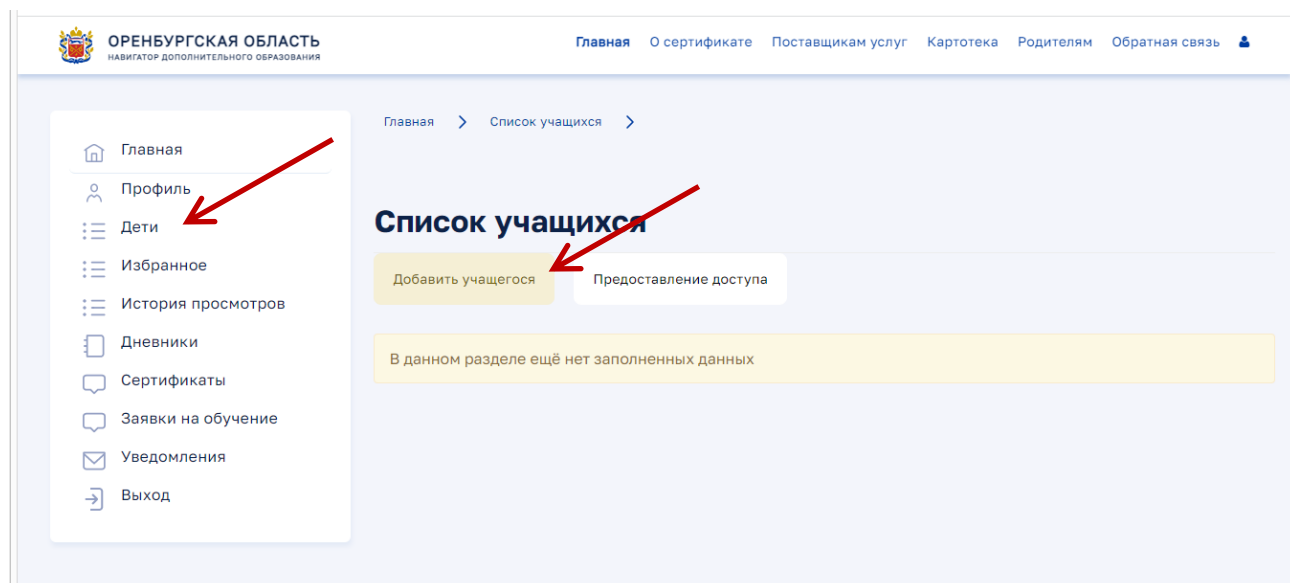 ОРЕНБУРГСКАЯ ОБЛАСТЬ
НАВИГАТОР ДОПОЛНИТЕЛЬНОГО ОБРАЗОВАНИЯ
Главная О сертификате Поставщикам услуг Картотека Родителям Обратная связь
Главная
Профиль
Дети
Избранное
История просмотров
Дневники
Сертификаты
Заявки на обучение
Уведомления
Выход
Главная Список учащихся
Список учащихся
Добавить учащегося Предоставление доступа
В данном разделе ещё нет заполненных данных